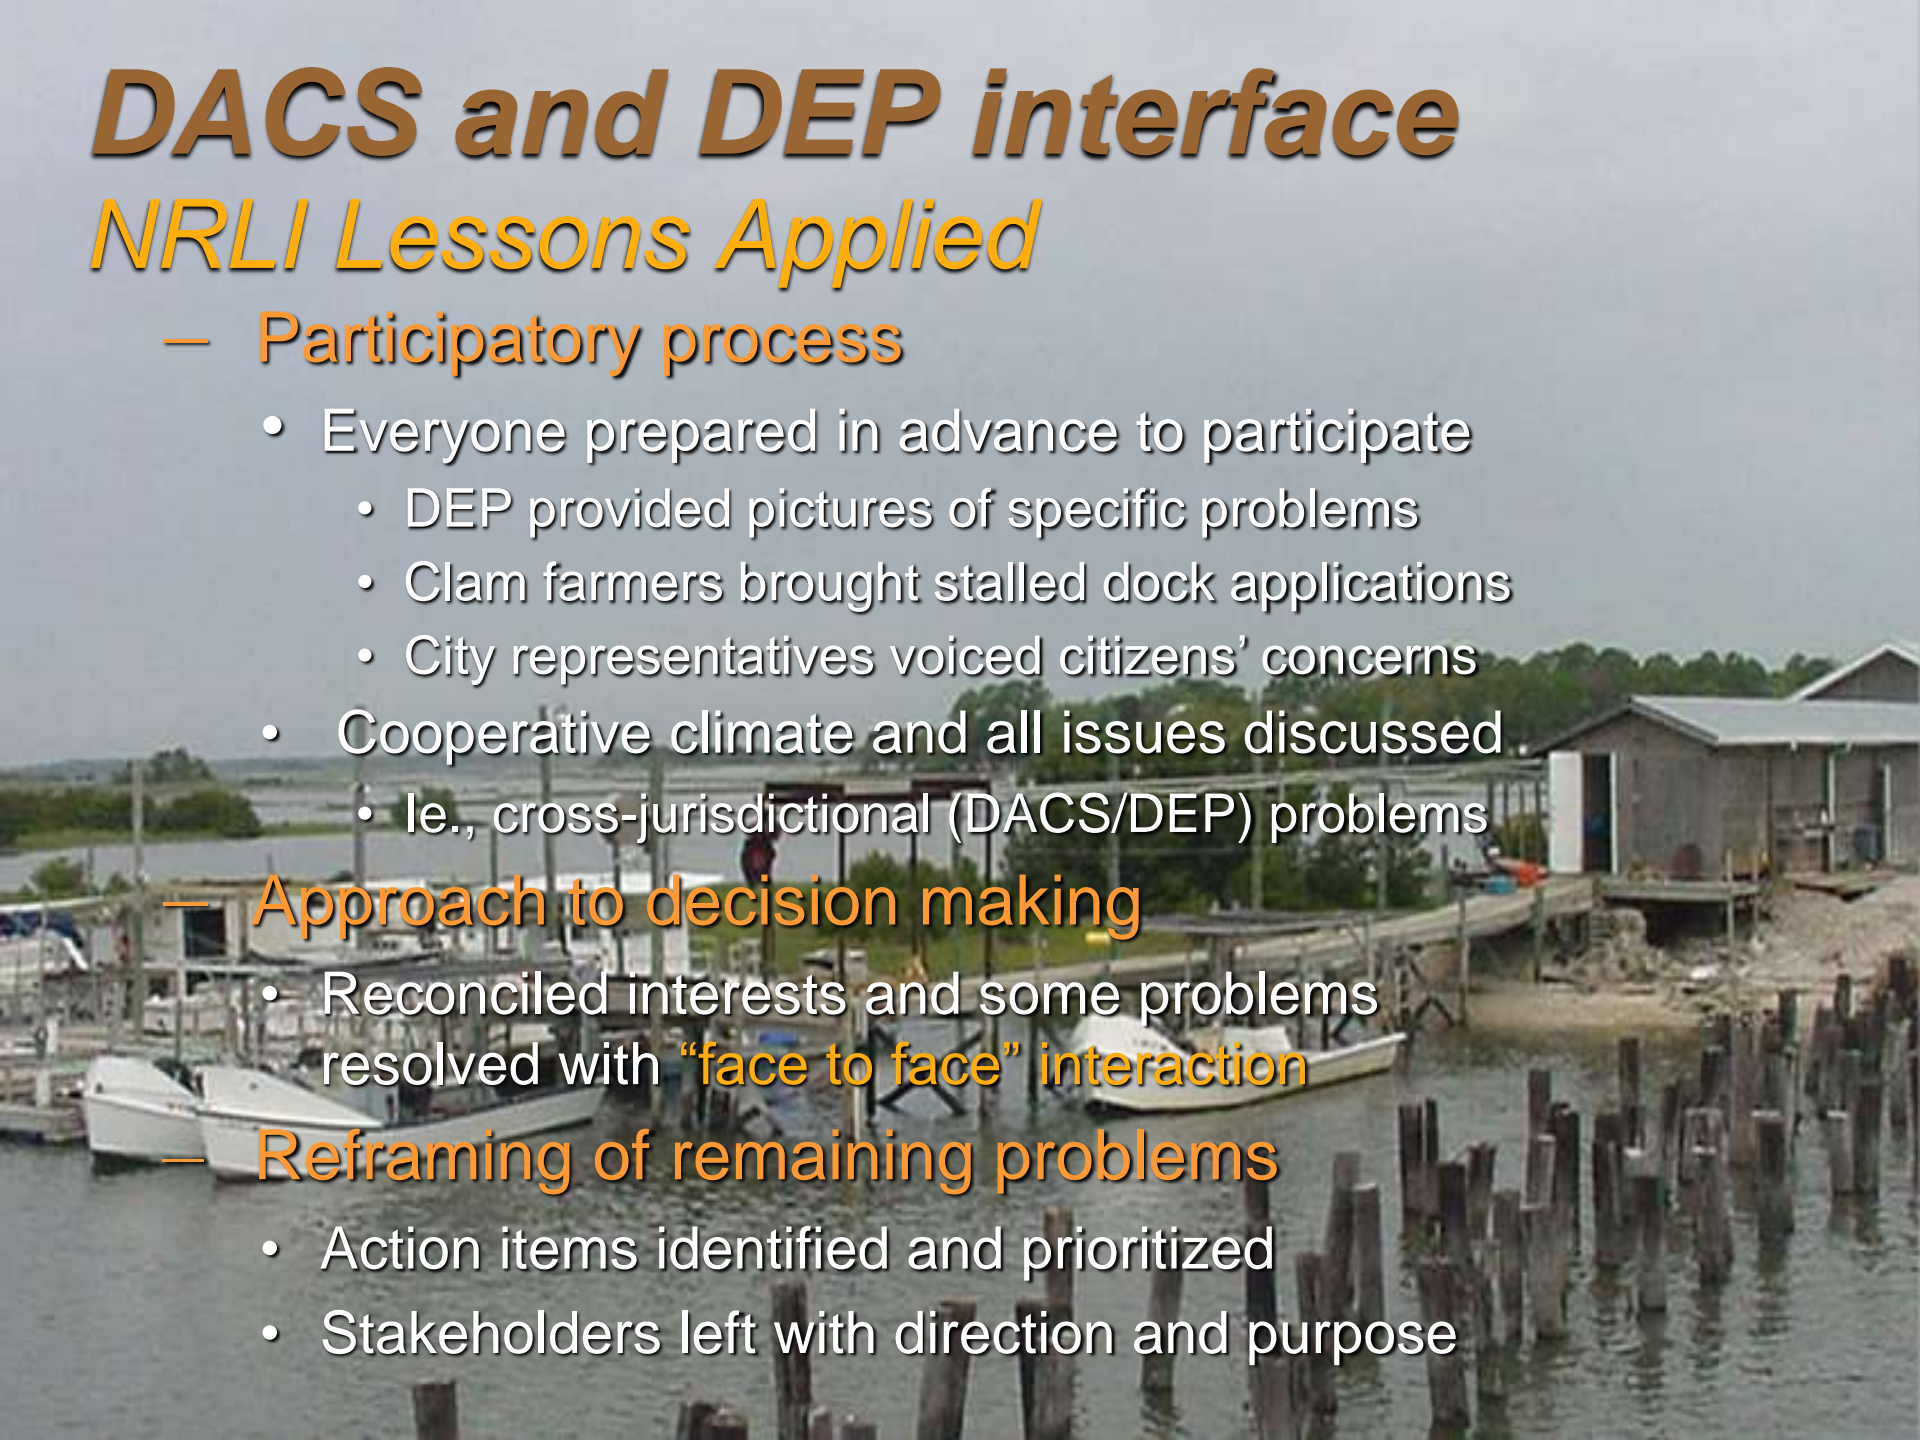 DACS and DEP interface
NRLI Lessons Applied
– Participatory process
• Everyone prepared in advance to participate
• DEP provided pictures of specific problems
• Clam farmers brought stalled dock applications
• City representatives voiced citizens’ concerns
• Cooperative climate and all issues discussed
• Ie., cross-jurisdictional (DACS/DEP) problems
– Approach to decision making
• Reconciled interests and some problems
resolved with “face to face” interaction
– Reframing of remaining problems
• Action items identified and prioritized
• Stakeholders left with direction and purpose